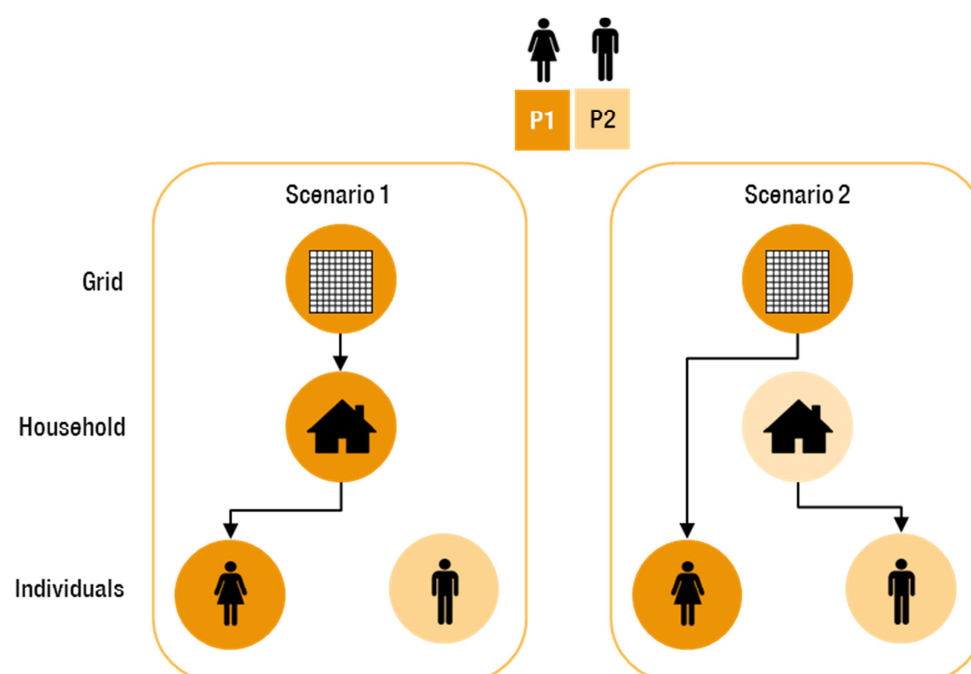 P1 P2
Scenario 1
Scenario 2
Grid
Household
Individuals